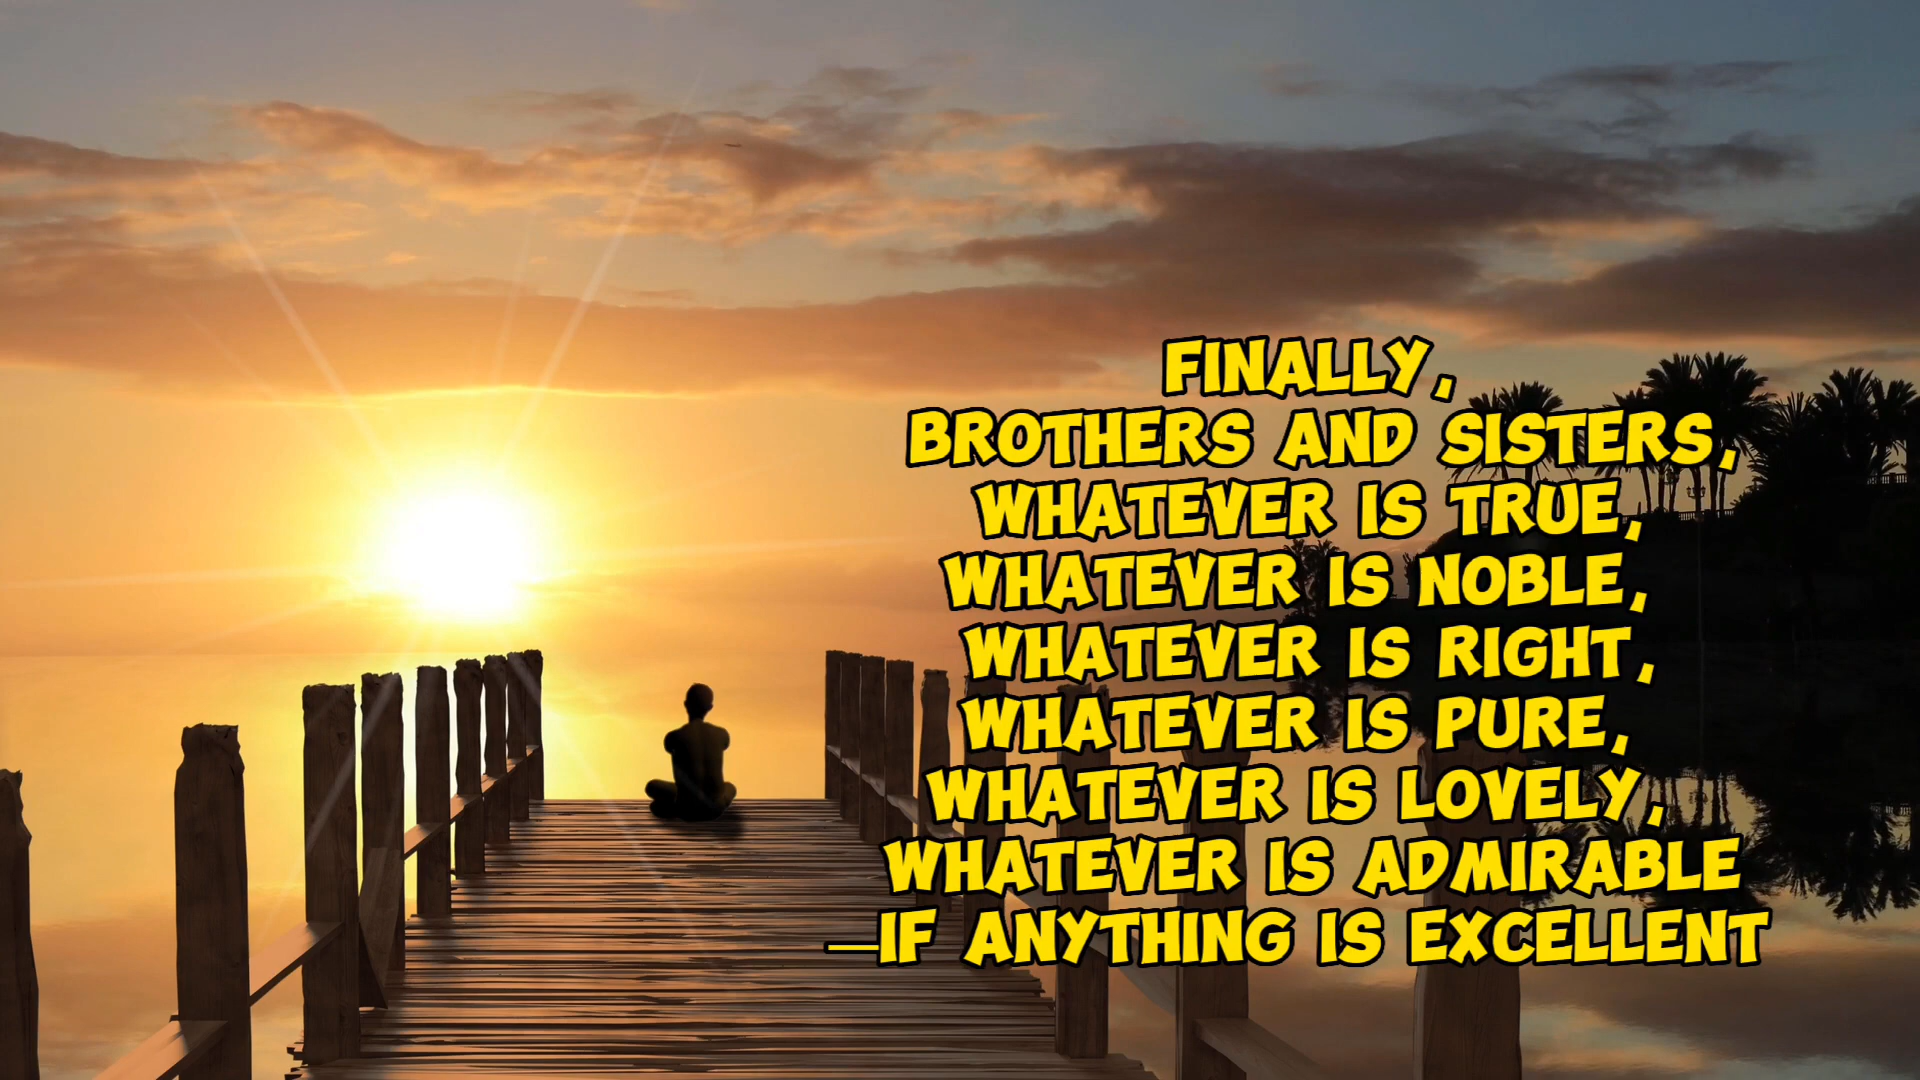 FINALLY,
BROTHERS AND SISTERS,
WHATEVER IS TRUE,
WHATEVER IS NOBLE,
WHATEVER IS RIGHT,
WHATEVER IS PURE,
WHATEVER IS LOVELY,
WHATEVER IS ADMIRABLE
—IF ANYTHING IS EXCELLENT